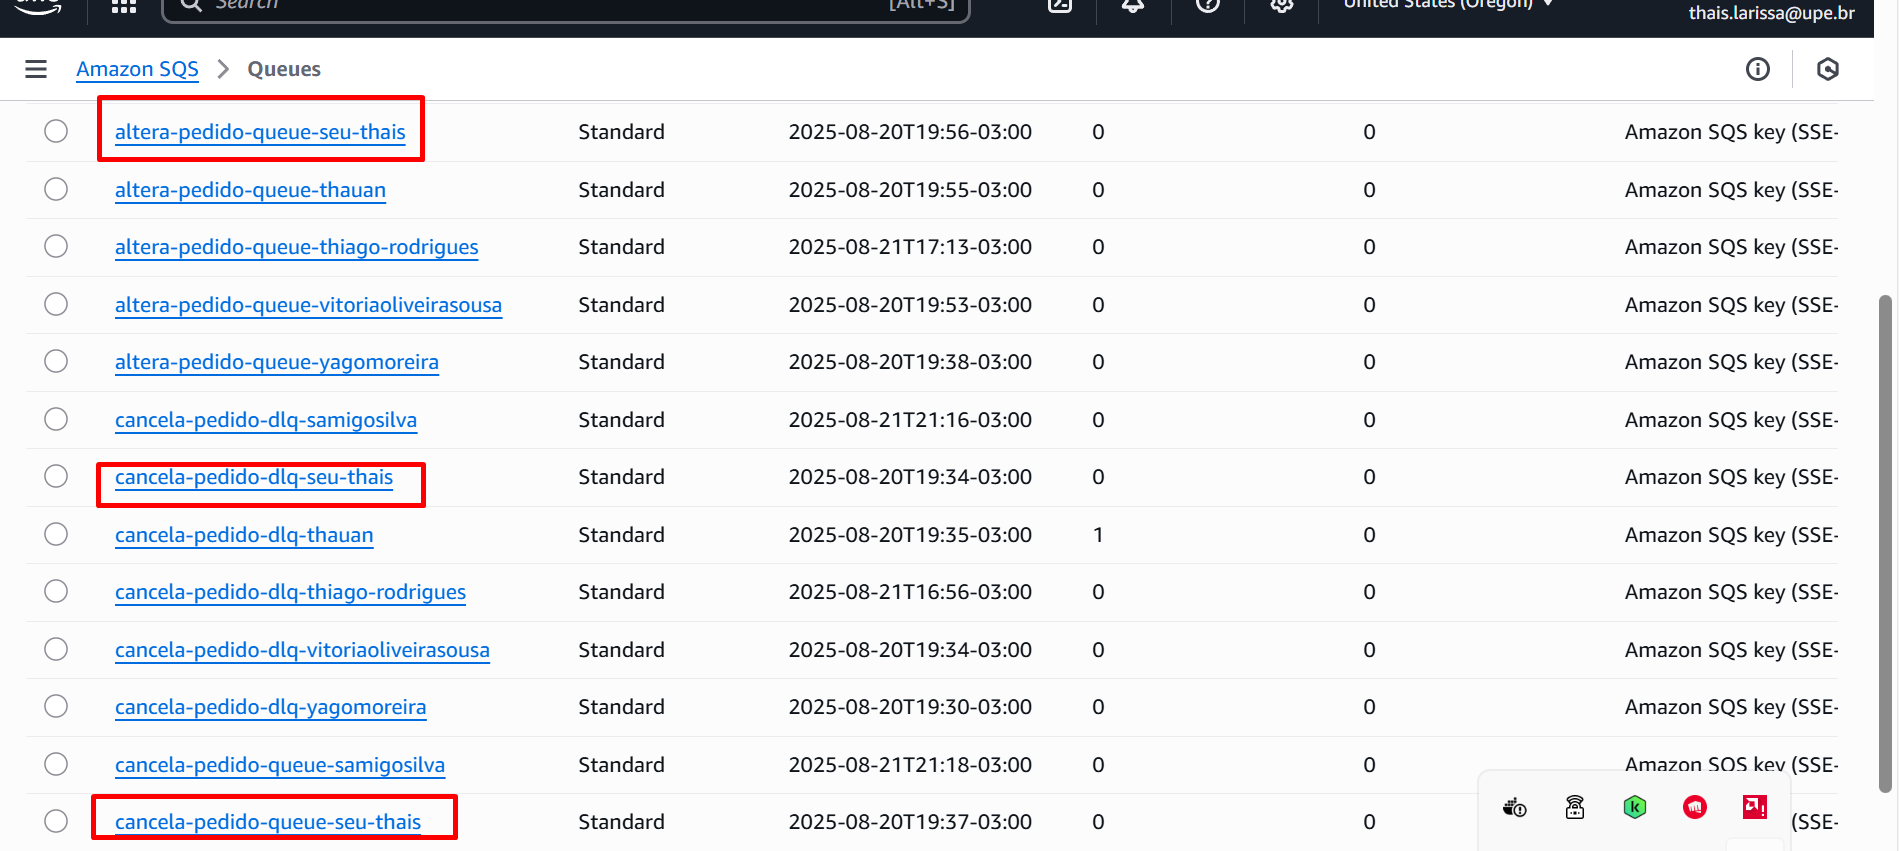 Search [Alt+S] United States (Oregon)
thais.larissa@upe.br
Amazon SQS Queues
altera-pedido-queue-seu-thais Standard 2025-08-20T19:56-03:00 0 0 Amazon SQS key (SSE-
altera-pedido-queue-thauan Standard 2025-08-20T19:55-03:00 0 0 Amazon SQS key (SSE-
altera-pedido-queue-thiago-rodrigues Standard 2025-08-21T17:13-03:00 0 0 Amazon SQS key (SSE-
altera-pedido-queue-vitoriaoliveirasousa Standard 2025-08-20T19:53-03:00 0 0 Amazon SQS key (SSE-
altera-pedido-queue-yagomoreira Standard 2025-08-20T19:38-03:00 0 0 Amazon SQS key (SSE-
cancela-pedido-dlq-samigosilva Standard 2025-08-21T21:16-03:00 0 0 Amazon SQS key (SSE-
cancela-pedido-dlq-seu-thais Standard 2025-08-20T19:34-03:00 0 0 Amazon SQS key (SSE-
cancela-pedido-dlq-thauan Standard 2025-08-20T19:35-03:00 1 0 Amazon SQS key (SSE-
cancela-pedido-dlq-thiago-rodrigues Standard 2025-08-21T16:56-03:00 0 0 Amazon SQS key (SSE-
cancela-pedido-dlq-vitoriaoliveirasousa Standard 2025-08-20T19:34-03:00 0 0 Amazon SQS key (SSE-
cancela-pedido-dlq-yagomoreira Standard 2025-08-20T19:30-03:00 0 0 Amazon SQS key (SSE-
cancela-pedido-queue-samigosilva Standard 2025-08-21T21:18-03:00 0 0 Amazon SQS key (SSE-
cancela-pedido-queue-seu-thais Standard 2025-08-20T19:37-03:00 0 0 (SSE-